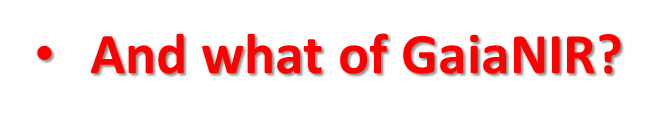 • And what of GaiaNIR?